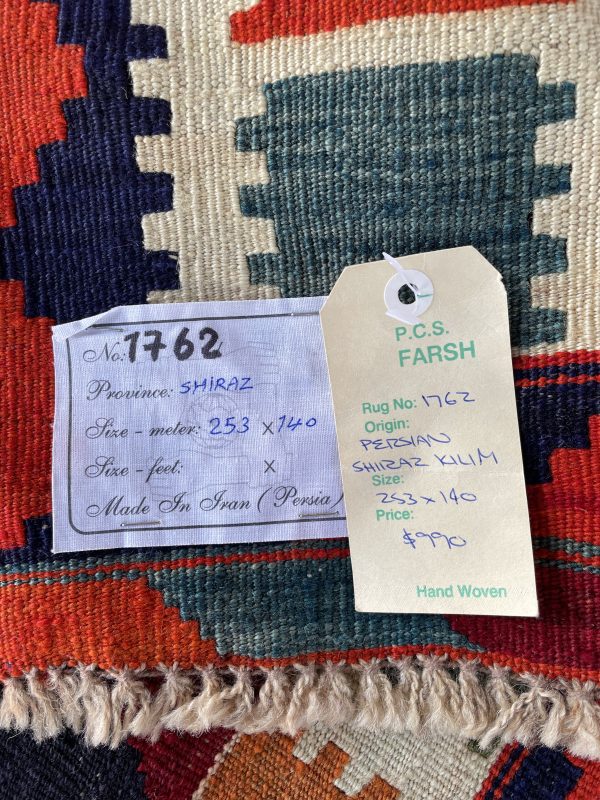 No: 1762
Province: SHIRAZ
Size - meter: 253 x 140
Size - feet: x
Made In Iran (Persia)
P.C.S.
FARSH
Rug No: 1762
Origin:
PERSIAN
SHIRAZ KILIM
Size:
253 x 140
Price:
$990
Hand Woven